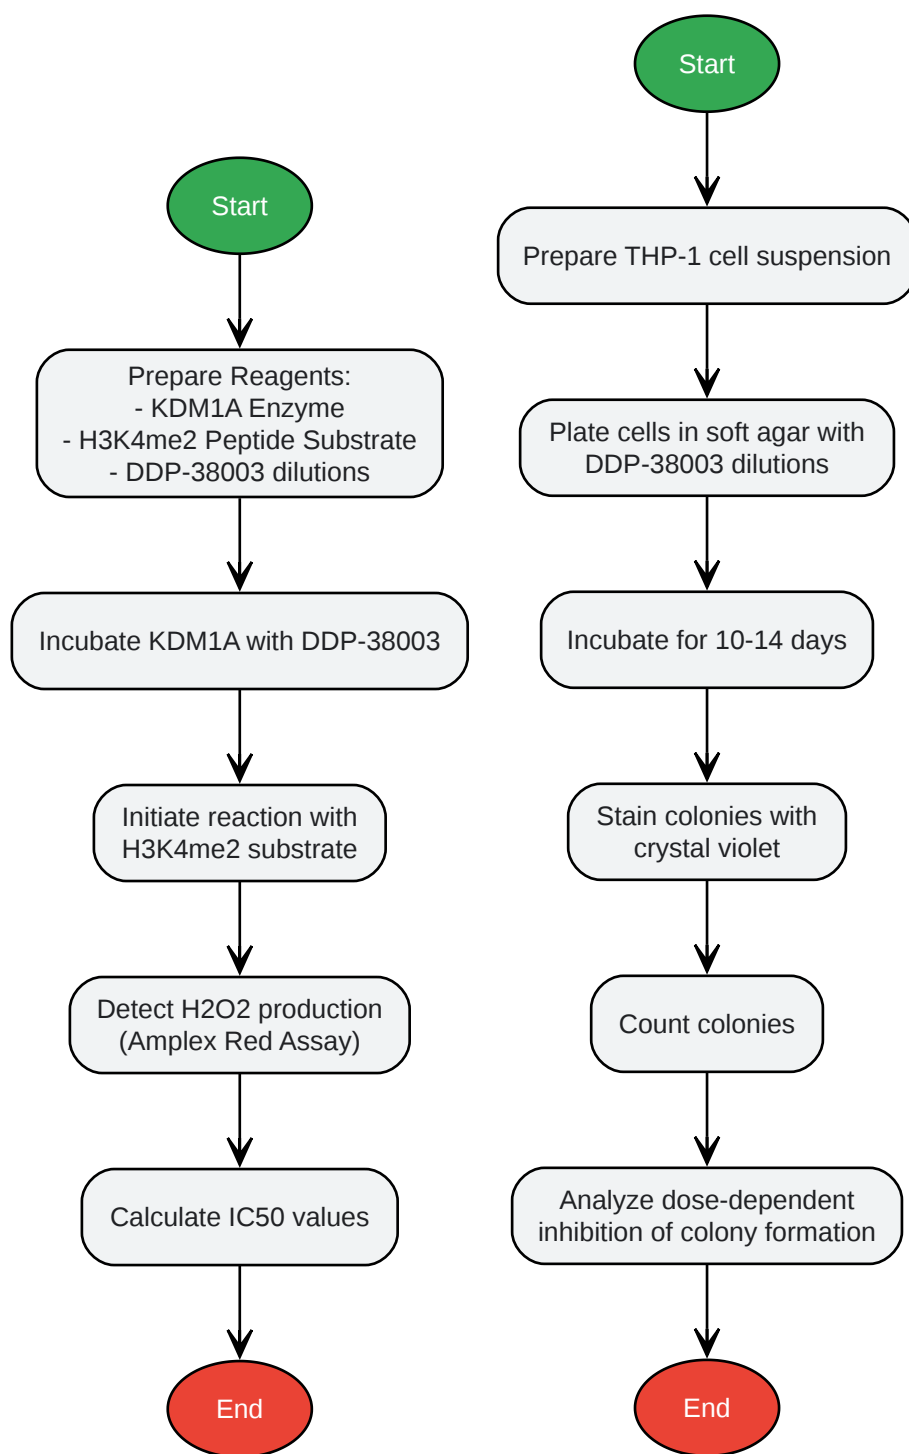 Start
Prepare Reagents:
- KDM1A Enzyme
- H3K4me2 Peptide Substrate
- DDP-38003 dilutions
Incubate KDM1A with DDP-38003
Initiate reaction with
H3K4me2 substrate
Detect H2O2 production
(Amplex Red Assay)
Calculate IC50 values
End
Start
Prepare THP-1 cell suspension
Plate cells in soft agar with
DDP-38003 dilutions
Incubate for 10-14 days
Stain colonies with
crystal violet
Count colonies
Analyze dose-dependent
inhibition of colony formation
End